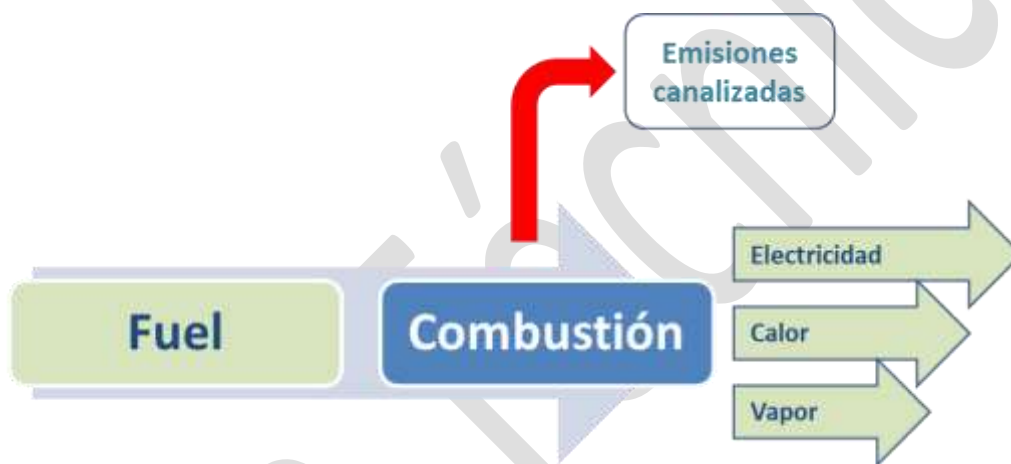 Emisiones
canalizadas
Electricidad
Fuel
Combustión
Calor
Vapor